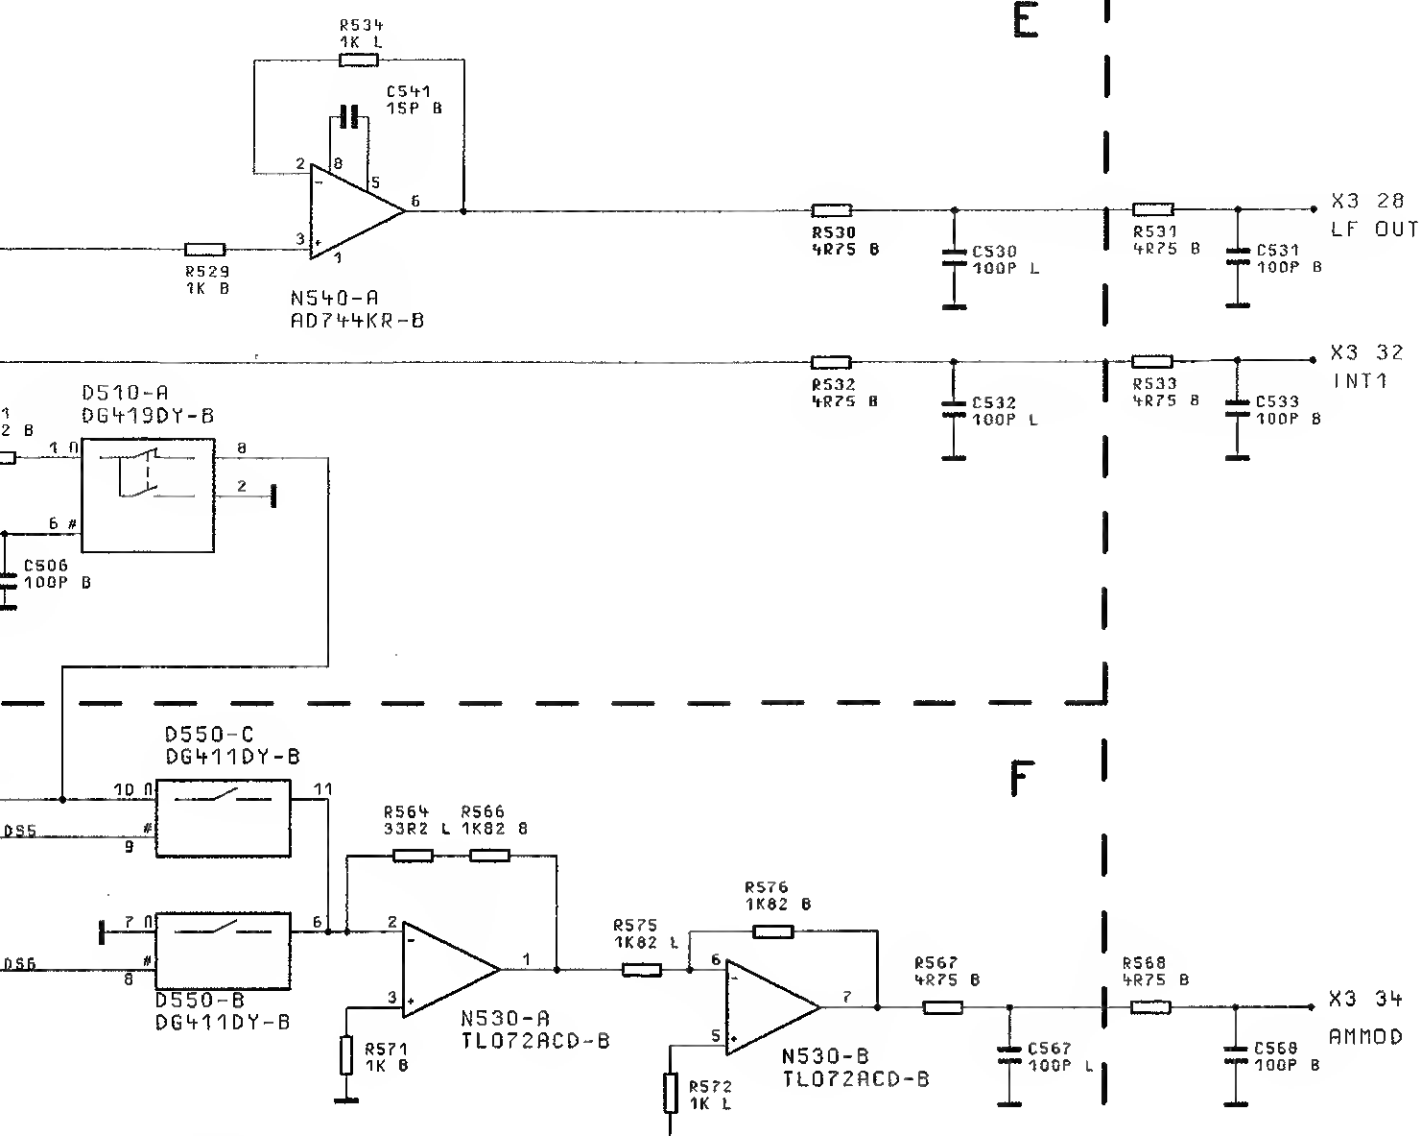 E
R534
1K L
C541
15P B
2
8
5
6
3
1
R529
1K B
N540-A
AD744KR-B
R530
4R75 B
C530
100P L
R531
4R75 B
C531
100P B
X3 28
LF OUT
R532
4R75 B
C532
100P L
R533
4R75 B
C533
100P B
X3 32
INT1
D510-A
DG419DY-B
1
2 B
1
8
2
6 #
C506
100P B
D550-C
DG411DY-B
F
10
11
DS5
#
9
R564
33R2 L
R566
1K82 B
7
6
DS6
#
8
D550-B
DG411DY-B
2
1
3
R571
1K B
N530-A
TL072ACD-B
R575
1K82 L
R576
1K82 B
6
7
5
R572
1K L
N530-B
TL072ACD-B
R567
4R75 B
C567
100P L
R568
4R75 B
C568
100P B
X3 34
AMMOD